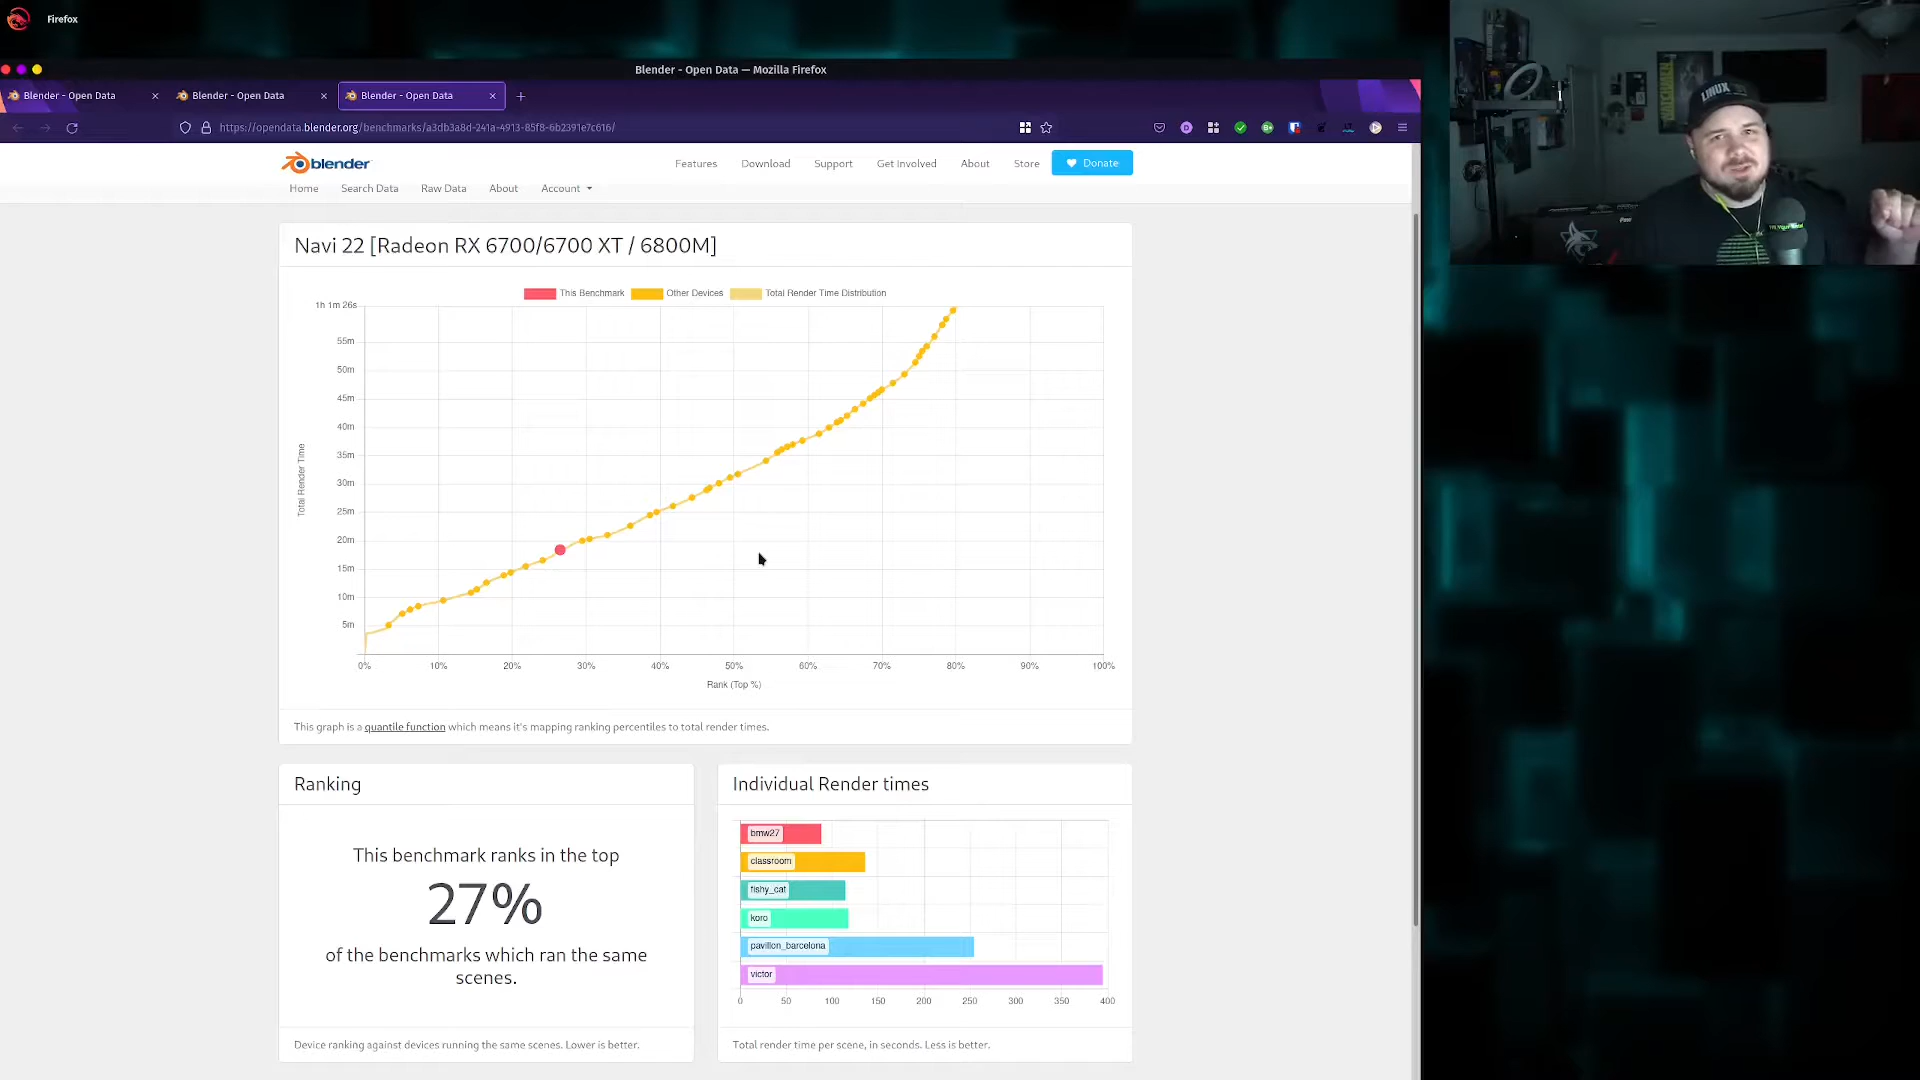 Firefox
Blender - Open Data — Mozilla Firefox
Blender - Open Data
Blender - Open Data
Blender - Open Data
https://opendata.blender.org/benchmarks/a3db3a8d-241a-4913-85f8-6b2391e7c616/
blender
Features Download Support Get Involved About Store Donate
Home Search Data Raw Data About Account
Navi 22 [Radeon RX 6700/6700 XT / 6800M]
This Benchmark Other Devices Total Render Time Distribution
1h 1m 26s
55m
50m
45m
40m
35m
30m
25m
20m
15m
10m
5m
Total Render Time
0% 10% 20% 30% 40% 50% 60% 70% 80% 90% 100%
Rank (Top %)
This graph is a quantile function which means it's mapping ranking percentiles to total render times.
Ranking
This benchmark ranks in the top
27%
of the benchmarks which ran the same
scenes.
Device ranking against devices running the same scenes. Lower is better.
Individual Render times
bmw27
classroom
fishy_cat
koro
pavillon_barcelona
victor
0 50 100 150 200 250 300 350 400
Total render time per scene, in seconds. Less is better.
LINUX